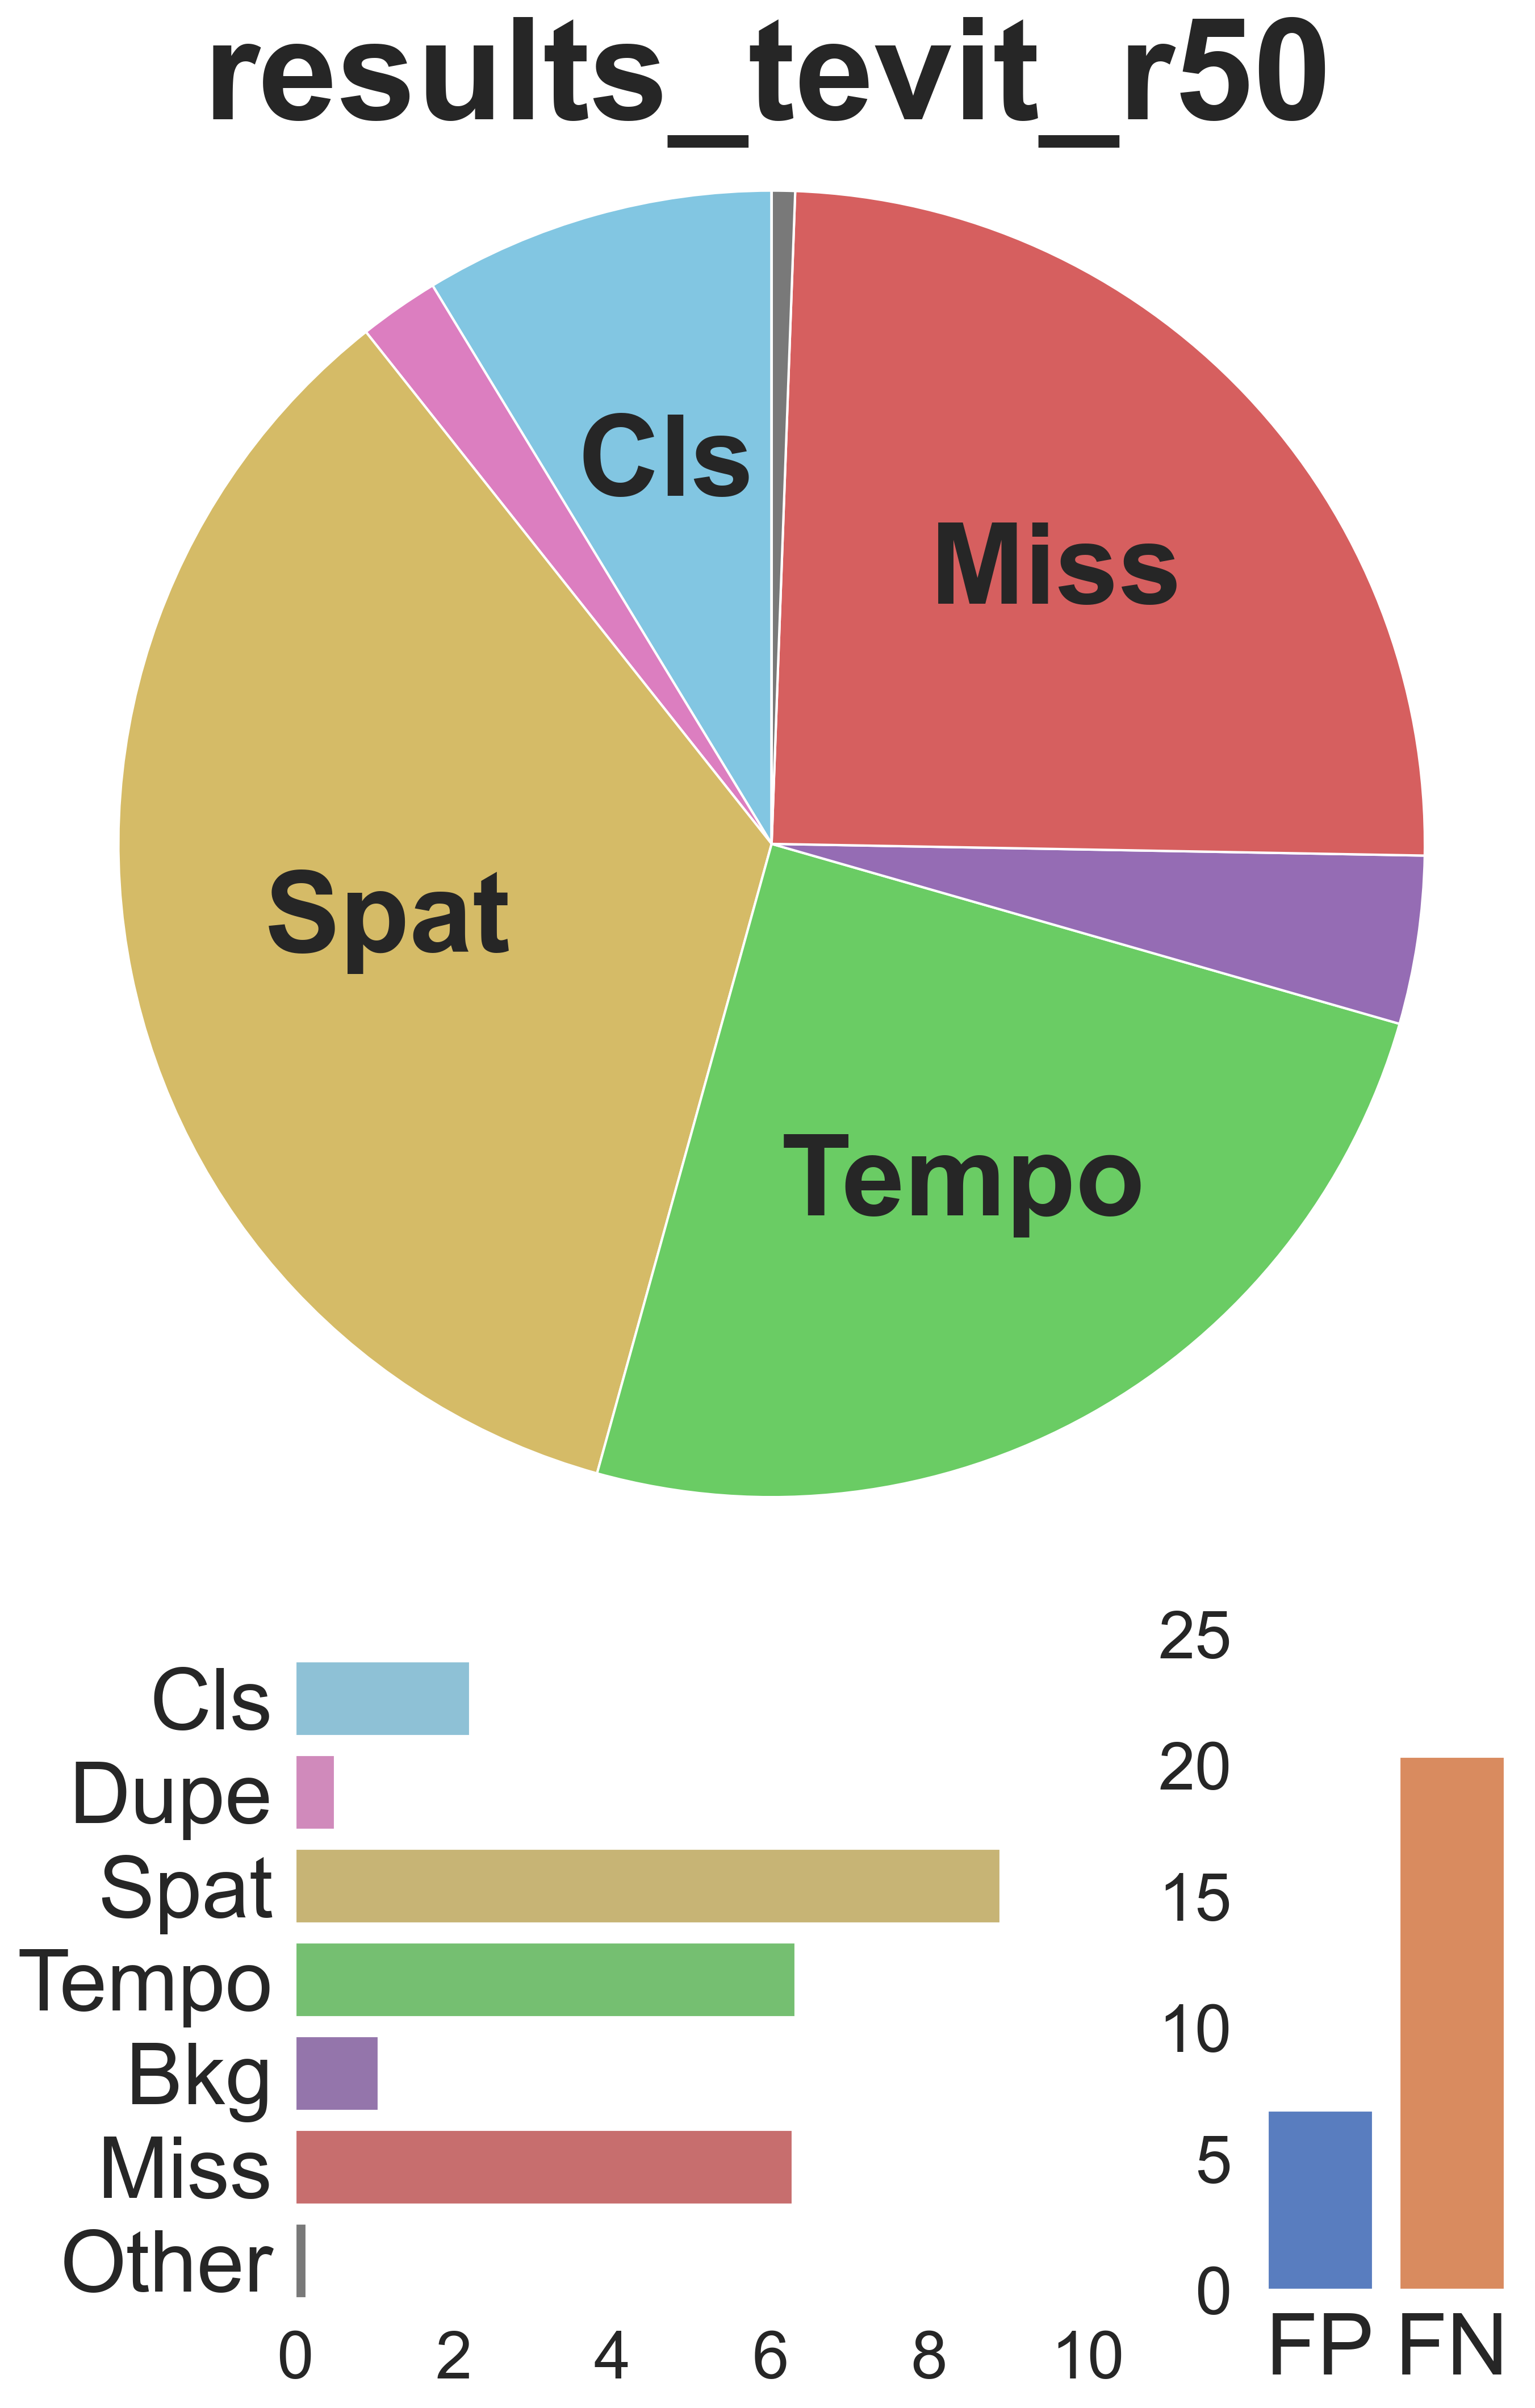 results_tevit_r50
Cls
Miss
Spat
Tempo
Cls
Dupe
Spat
Tempo
Bkg
Miss
Other
0 2 4 6 8 10
25
20
15
10
5
0
FP FN